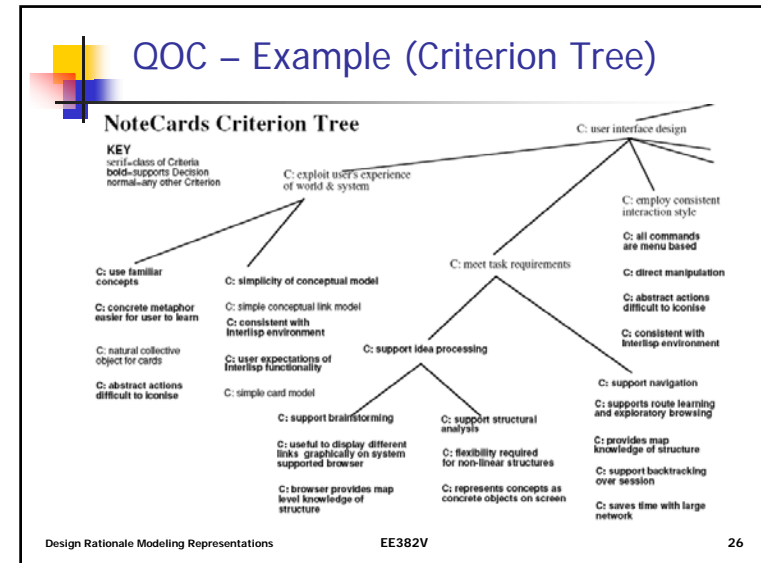 QOC – Example (Criterion Tree)
NoteCards Criterion Tree
KEY
serif=class of Criteria
bold=supports Decision
normal=any other Criterion
C: user interface design
C: exploit user's experience
of world & system
C: employ consistent
interaction style
C: all commands
are menu based
C: direct manipulation
C: abstract actions
difficult to iconise
C: consistent with
Interlisp environment
C: meet task requirements
C: use familiar
concepts
C: concrete metaphor
easier for user to learn
C: natural collective
object for cards
C: abstract actions
difficult to iconise
C: simplicity of conceptual model
C: simple conceptual link model
C: consistent with
Interlisp environment
C: user expectations of
Interlisp functionality
C: simple card model
C: support idea processing
C: support brainstorming
C: useful to display different
links graphically on system
supported browser
C: browser provides map
level knowledge of
structure
C: support structural
analysis
C: flexibility required
for non-linear structures
C: represents concepts as
concrete objects on screen
C: support navigation
C: supports route learning
and exploratory browsing
C: provides map
knowledge of structure
C: support backtracking
over session
C: saves time with large
network
Design Rationale Modeling Representations
EE382V
26